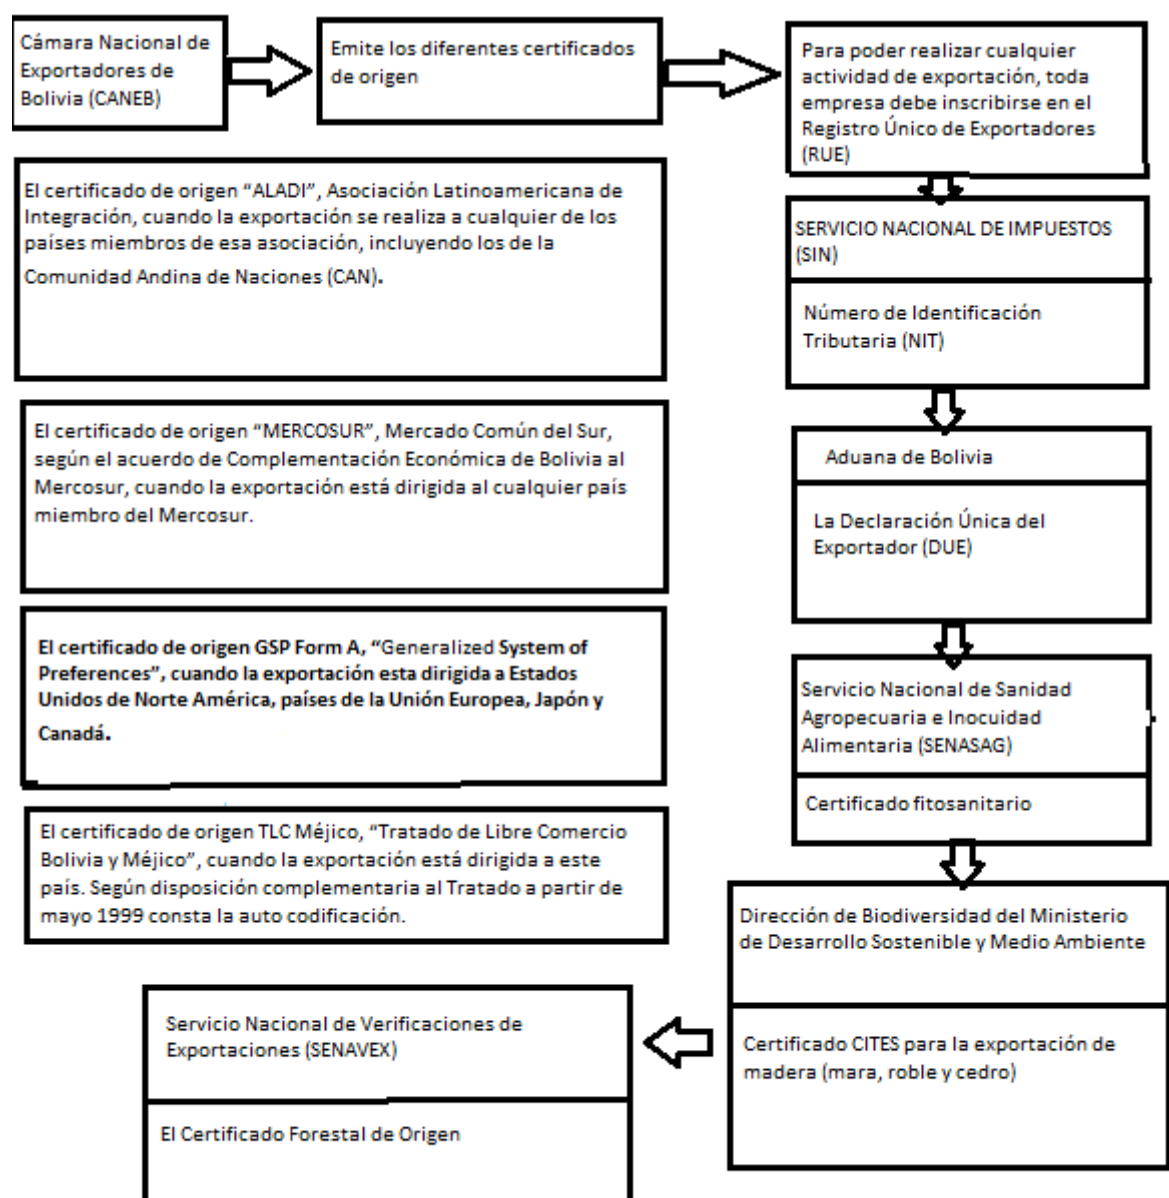 Cámara Nacional de
Exportadores de
Bolivia (CANEB)
Emite los diferentes certificados
de origen
Para poder realizar cualquier
actividad de exportación, toda
empresa debe inscribirse en el
Registro Único de Exportadores
(RUE)
El certificado de origen “ALADI”, Asociación Latinoamericana de
Integración, cuando la exportación se realiza a cualquier de los
países miembros de esa asociación, incluyendo los de la
Comunidad Andina de Naciones (CAN).
SERVICIO NACIONAL DE IMPUESTOS
(SIN)
Número de Identificación
Tributaria (NIT)
El certificado de origen “MERCOSUR”, Mercado Común del Sur,
según el acuerdo de Complementación Económica de Bolivia al
Mercosur, cuando la exportación está dirigida al cualquier país
miembro del Mercosur.
Aduana de Bolivia
La Declaración Única del
Exportador (DUE)
El certificado de origen GSP Form A, “Generalized System of
Preferences”, cuando la exportación esta dirigida a Estados
Unidos de Norte América, países de la Unión Europea, Japón y
Canadá.
Servicio Nacional de Sanidad
Agropecuaria e Inocuidad
Alimentaria (SENASAG)
Certificado fitosanitario
El certificado de origen TLC Méjico, “Tratado de Libre Comercio
Bolivia y Méjico”, cuando la exportación está dirigida a este
país. Según disposición complementaria al Tratado a partir de
mayo 1999 consta la auto codificación.
Dirección de Biodiversidad del Ministerio
de Desarrollo Sostenible y Medio Ambiente
Certificado CITES para la exportación de
madera (mara, roble y cedro)
Servicio Nacional de Verificaciones de
Exportaciones (SENAVEX)
El Certificado Forestal de Origen